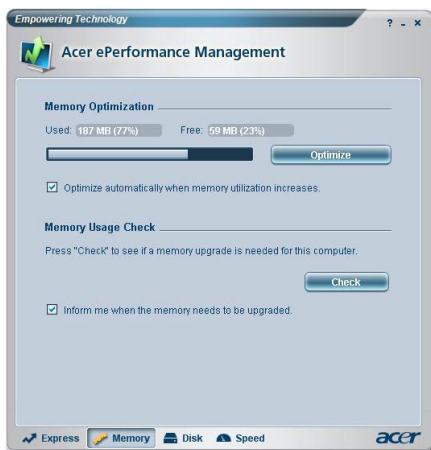 Empowering Technology ? - ×
Acer ePerformance Management
Memory Optimization
Used: 187 MB (77%) Free: 59 MB (23%)
Optimize
Optimize automatically when memory utilization increases.
Memory Usage Check
Press "Check" to see if a memory upgrade is needed for this computer.
Check
Inform me when the memory needs to be upgraded.
Express Memory Disk Speed acer